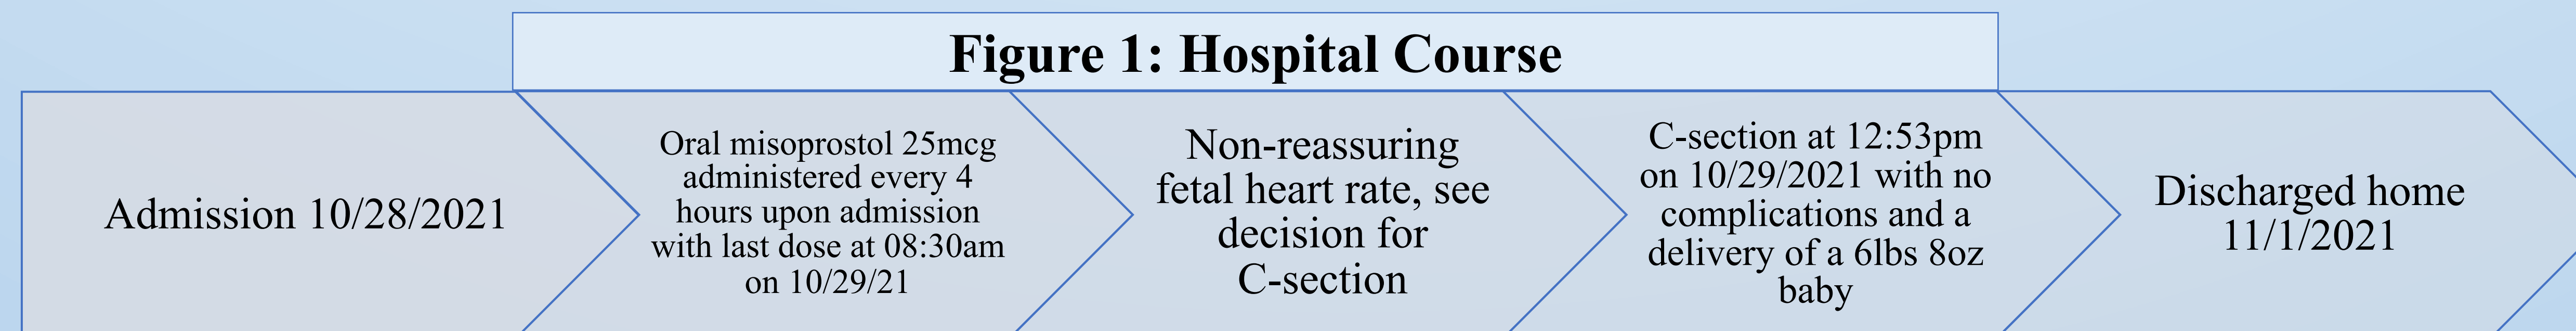 Figure 1: Hospital Course
Admission 10/28/2021
Oral misoprostol 25mcg
administered every 4
hours upon admission
with last dose at 08:30am
on 10/29/21
Non-reassuring
fetal heart rate, see
decision for
C-section
C-section at 12:53pm
on 10/29/2021 with no
complications and a
delivery of a 6lbs 8oz
baby
Discharged home
11/1/2021